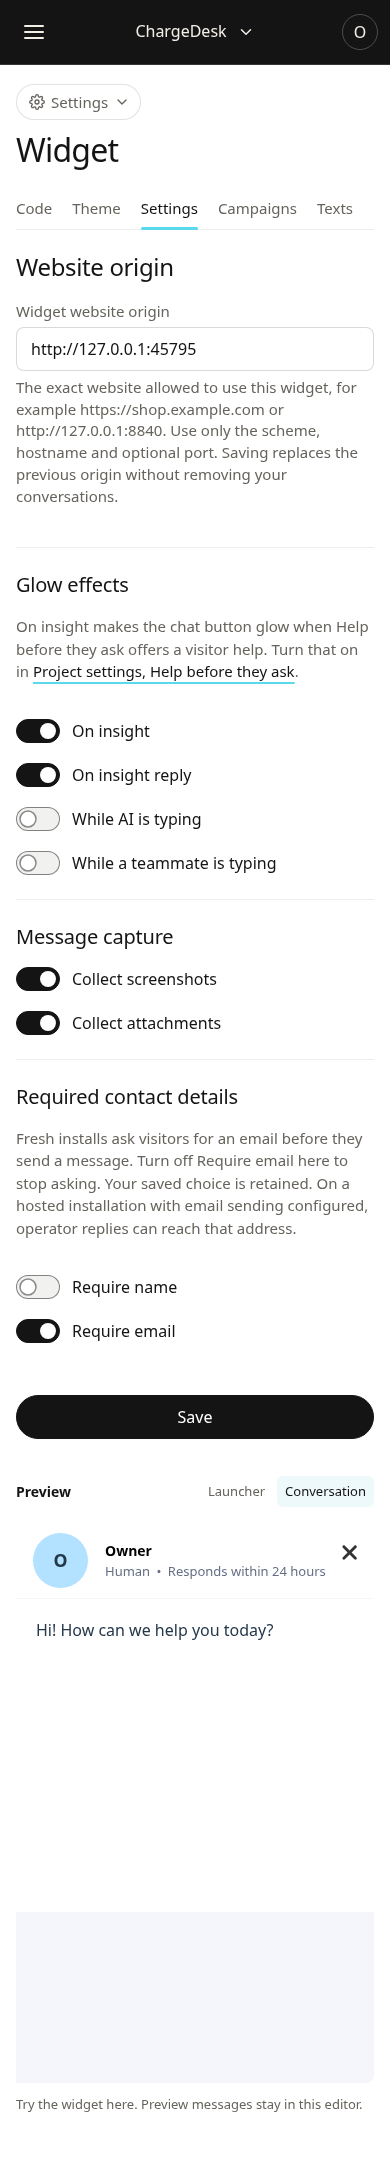 ChargeDesk
O
Settings
Widget
Code Theme Settings Campaigns Texts
Website origin
Widget website origin
http://127.0.0.1:45795
The exact website allowed to use this widget, for
example https://shop.example.com or
http://127.0.0.1:8840. Use only the scheme,
hostname and optional port. Saving replaces the
previous origin without removing your
conversations.
Glow effects
On insight makes the chat button glow when Help
before they ask offers a visitor help. Turn that on
in Project settings, Help before they ask.
On insight
On insight reply
While AI is typing
While a teammate is typing
Message capture
Collect screenshots
Collect attachments
Required contact details
Fresh installs ask visitors for an email before they
send a message. Turn off Require email here to
stop asking. Your saved choice is retained. On a
hosted installation with email sending configured,
operator replies can reach that address.
Require name
Require email
Save
Preview Launcher Conversation
O
Owner
Human • Responds within 24 hours
Hi! How can we help you today?
Try the widget here. Preview messages stay in this editor.